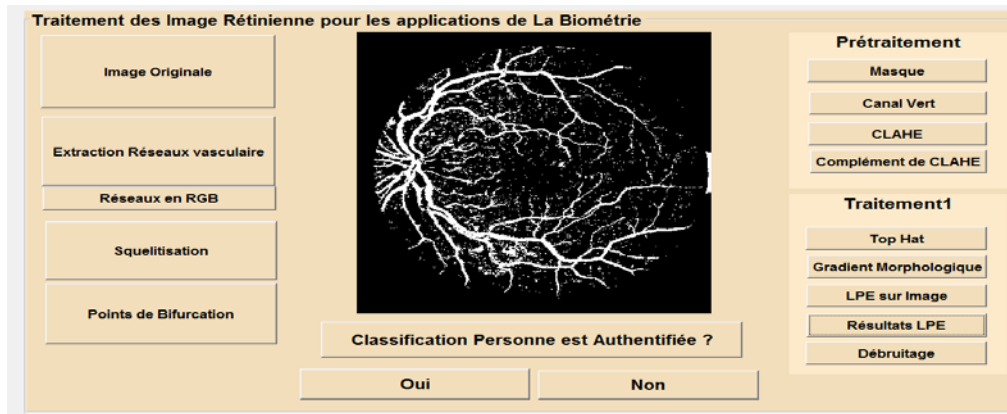 Traitement des Image Rétinienne pour les applications de La Biométrie
Image Originale
Extraction Réseaux vasculaire
Réseaux en RGB
Squelitisation
Points de Bifurcation
Classification Personne est Authentifiée ?
Oui
Non
Prétraitement
Masque
Canal Vert
CLAHE
Complément de CLAHE
Traitement1
Top Hat
Gradient Morphologique
LPE sur Image
Résultats LPE
Débruitage